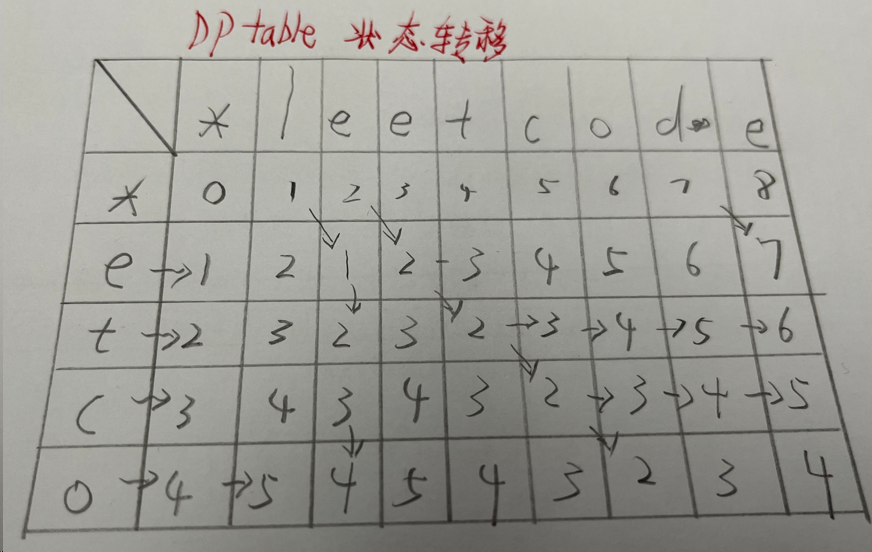 DP table 状态转移
* l e e t c o d e
* 0 1 2 3 4 5 6 7 8
e → 1 2 1 2 - 3 4 5 6 7
t → 2 3 2 3 2 → 3 → 4 → 5 → 6
c → 3 4 3 4 3 2 → 3 → 4 → 5
o → 4 → 5 4 5 4 3 2 3 4